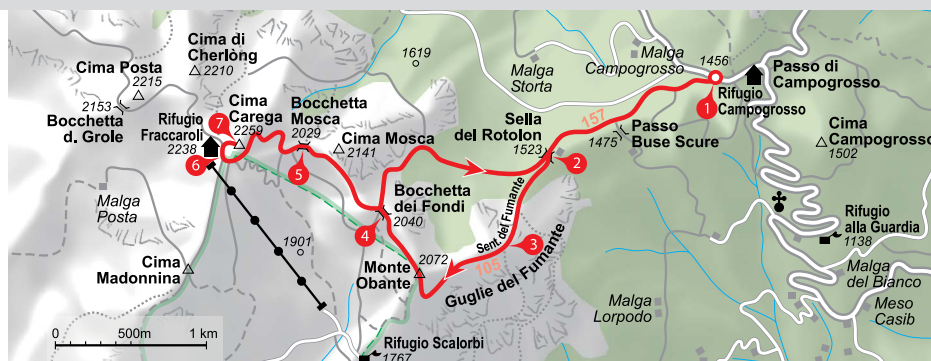 Cima di
Cherlong
2210
Cima Posta
2215
2153
Bocchetta
d. Grole
Rifugio
Fraccaroli
2238
7
6
Cima
Carega
2259
Bocchetta
Mosca
2029
5
Cima Mosca
2141
1619
Malga
Storta
Malga
Campogrosso
1456
Passo di
Campogrosso
Rifugio
Campogrosso
1
157
Sella
del Rotolon
1523
2
1475
Passo
Buse Scure
Cima
Campogrosso
1502
Malga
Posta
Bocchetta
dei Fondi
2040
4
Sent. del Fumante
3
105
Guglie del Fumante
1901
2072
Monte
Obante
Cima
Madonnina
Rifugio
alla Guardia
1138
Malga
del Bianco
Meso
Casib
Malga
Lorpodo
Rifugio Scalorbi
1767
0 500m 1 km